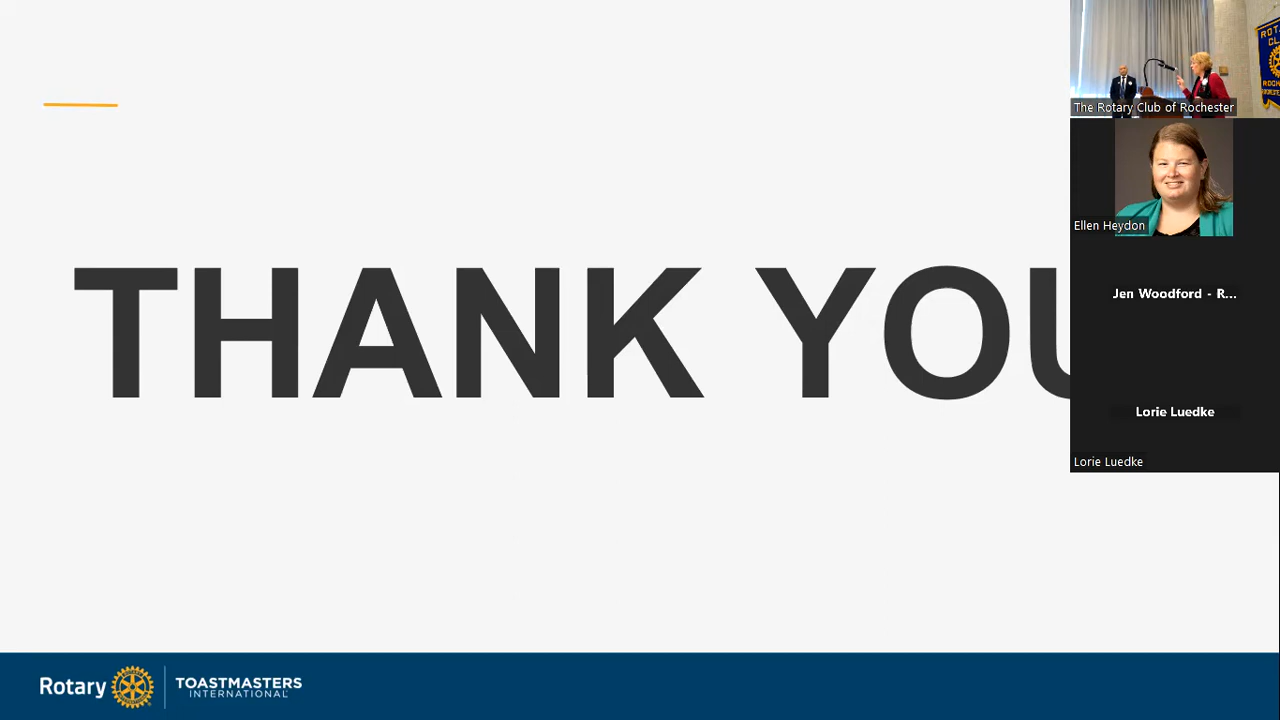 THANK YOU
The Rotary Club of Rochester
Ellen Heydon
Jen Woodford - R...
Lorie Luedke
Lorie Luedke
Rotary
TOASTMASTERS
INTERNATIONAL